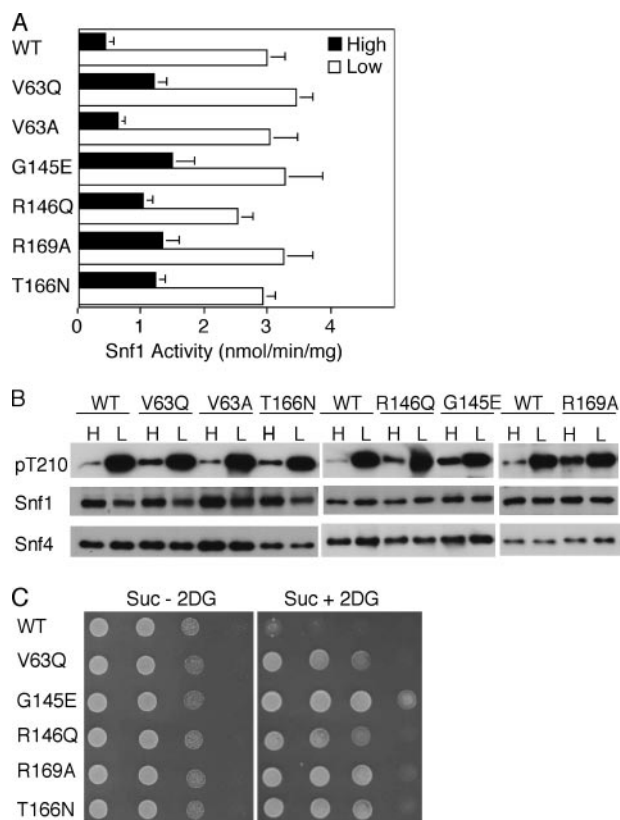 A
High
Low
WT
V63Q
V63A
G145E
R146Q
R169A
T166N
0 1 2 3 4
Snf1 Activity (nmol/min/mg)
B
WT V63Q V63A T166N WT R146Q G145E WT R169A
H L H L H L H L H L H L H L H L H L
pT210
Snf1
Snf4
C
Suc - 2DG Suc + 2DG
WT
V63Q
G145E
R146Q
R169A
T166N